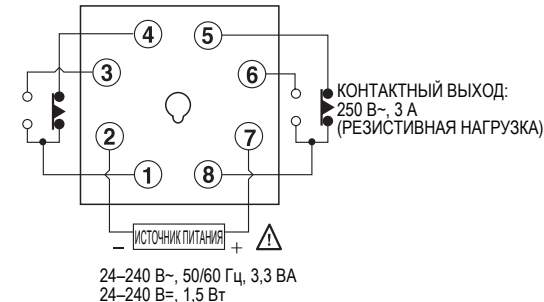 4
5
3
6
КОНТАКТНЫЙ ВЫХОД:
250 В~, 3 А
(РЕЗИСТИВНАЯ НАГРУЗКА)
2
7
1
8
– ИСТОЧНИК ПИТАНИЯ +
24–240 В~, 50/60 Гц, 3,3 ВА
24–240 В=, 1,5 Вт